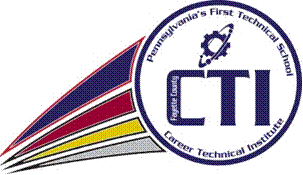 Pennsylvania's First Technical School
Fayette County
CTI
Career Technical Institute